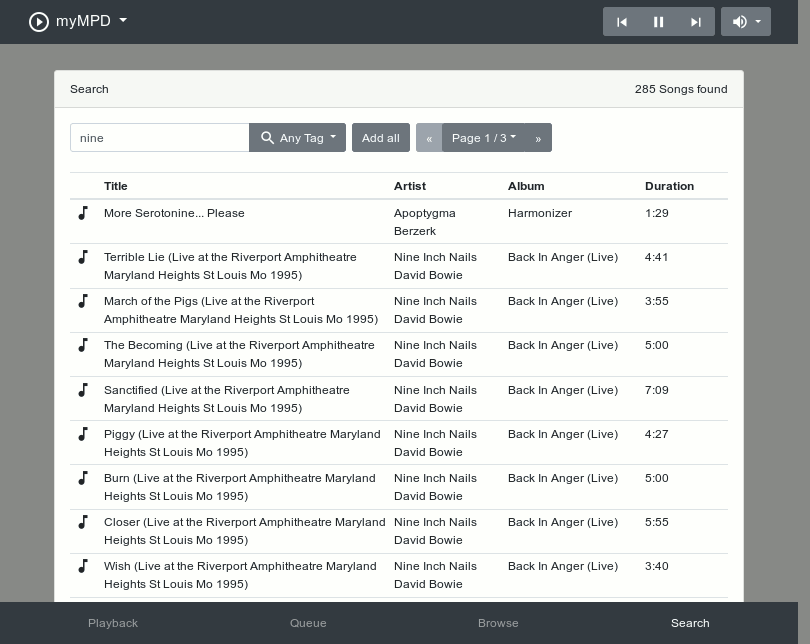 myMPD
Search 285 Songs found
nine Any Tag Add all « Page 1 / 3 »
Title Artist Album Duration
More Serotonine... Please Apoptygma Harmonizer 1:29
Berzerk
Terrible Lie (Live at the Riverport Amphitheatre Nine Inch Nails Back In Anger (Live) 4:41
Maryland Heights St Louis Mo 1995) David Bowie
March of the Pigs (Live at the Riverport Nine Inch Nails Back In Anger (Live) 3:55
Amphitheatre Maryland Heights St Louis Mo 1995) David Bowie
The Becoming (Live at the Riverport Amphitheatre Nine Inch Nails Back In Anger (Live) 5:00
Maryland Heights St Louis Mo 1995) David Bowie
Sanctified (Live at the Riverport Amphitheatre Nine Inch Nails Back In Anger (Live) 7:09
Maryland Heights St Louis Mo 1995) David Bowie
Piggy (Live at the Riverport Amphitheatre Maryland Nine Inch Nails Back In Anger (Live) 4:27
Heights St Louis Mo 1995) David Bowie
Burn (Live at the Riverport Amphitheatre Maryland Nine Inch Nails Back In Anger (Live) 5:00
Heights St Louis Mo 1995) David Bowie
Closer (Live at the Riverport Amphitheatre Maryland Nine Inch Nails Back In Anger (Live) 5:55
Heights St Louis Mo 1995) David Bowie
Wish (Live at the Riverport Amphitheatre Maryland Nine Inch Nails Back In Anger (Live) 3:40
Heights St Louis Mo 1995) David Bowie
Playback Queue Browse Search